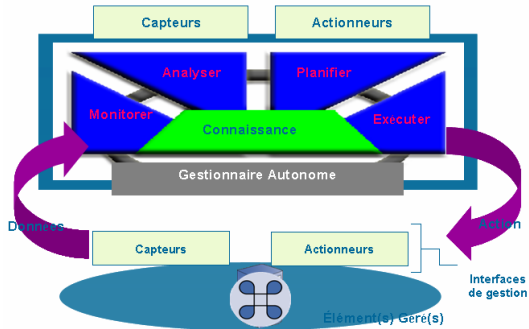 Capteurs
Actionneurs
Analyser
Planifier
Monitorer
Exécuter
Connaissance
Gestionnaire Autonome
Données
Action
Capteurs
Actionneurs
Interfaces
de gestion
Élément(s) Géré(s)